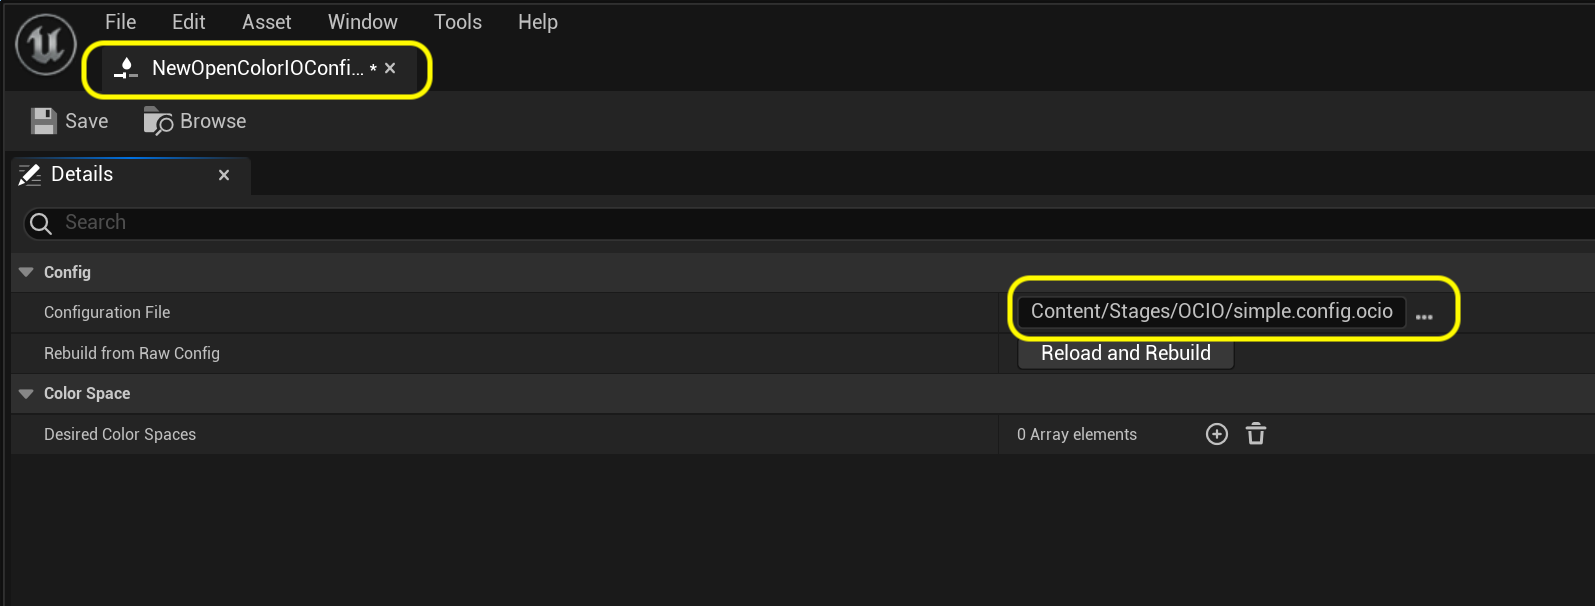 File Edit Asset Window Tools Help
NewOpenColorIOConfi... *
Save Browse
Details
Search
Config
Configuration File Content/Stages/OCIO/simple.config.ocio ...
Rebuild from Raw Config Reload and Rebuild
Color Space
Desired Color Spaces 0 Array elements